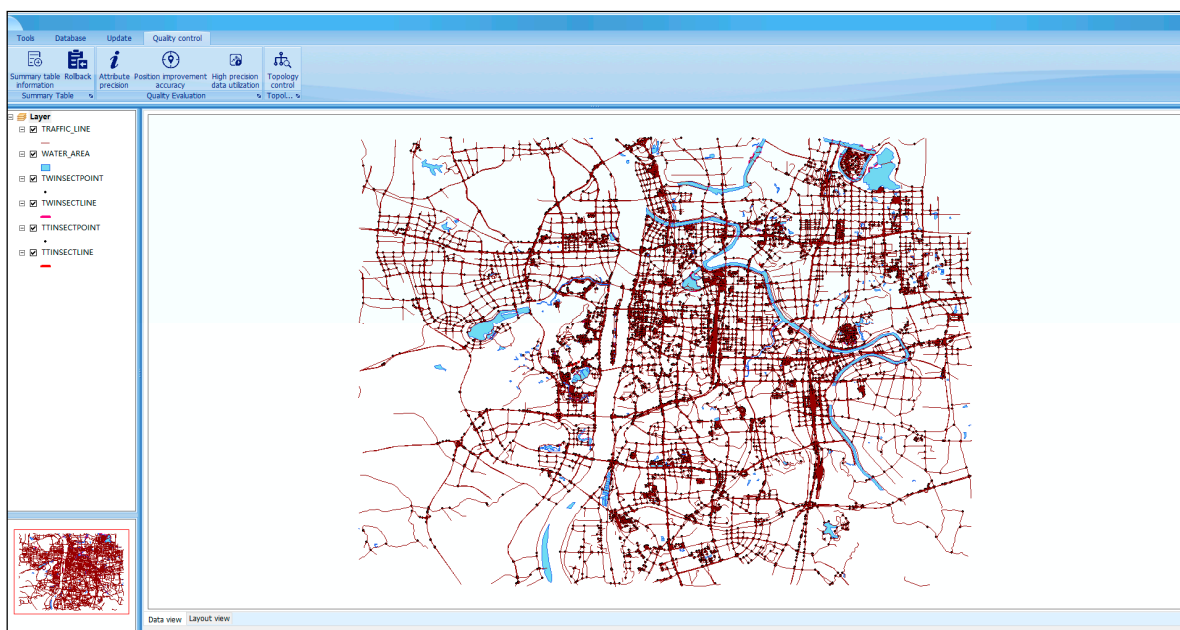 Tools Database Update Quality control
Summary table Rollback Attribute Position improvement High precision Topology
information precision accuracy data utilization control
Summary Table Quality Evaluation Topol...
Layer
TRAFFIC_LINE
WATER_AREA
TWINSECTPOINT
TWINSECTLINE
TTINSECTPOINT
TTINSECTLINE
Data view Layout view